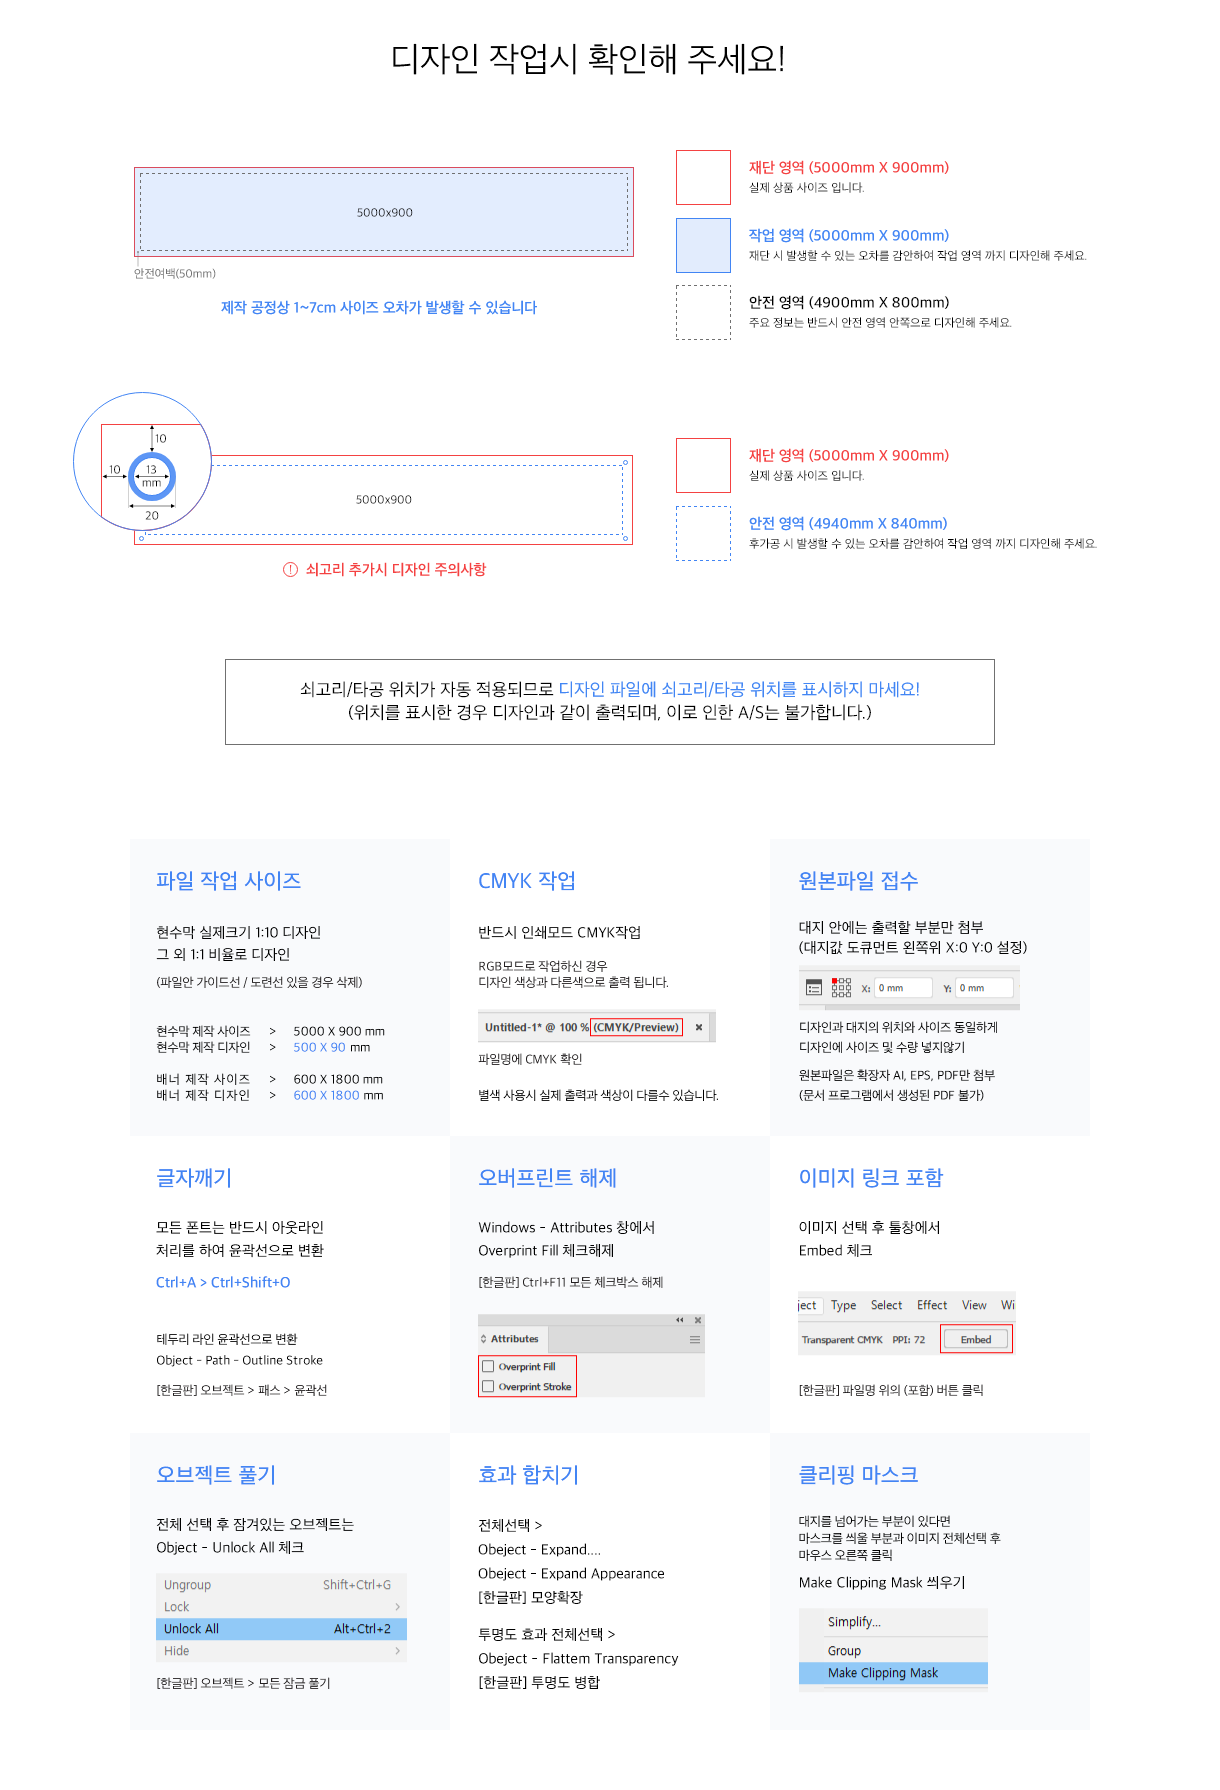 디자인 작업시 확인해 주세요!
5000x900
안전여백(50mm)
제작 공정상 1~7cm 사이즈 오차가 발생할 수 있습니다
재단 영역 (5000mm X 900mm)
실제 상품 사이즈 입니다.
작업 영역 (5000mm X 900mm)
재단 시 발생할 수 있는 오차를 감안하여 작업 영역 까지 디자인해 주세요.
안전 영역 (4900mm X 800mm)
주요 정보는 반드시 안전 영역 안쪽으로 디자인해 주세요.
10
10
13
mm
20
5000x900
! 쇠고리 추가시 디자인 주의사항
재단 영역 (5000mm X 900mm)
실제 상품 사이즈 입니다.
안전 영역 (4940mm X 840mm)
후가공 시 발생할 수 있는 오차를 감안하여 작업 영역 까지 디자인해 주세요.
쇠고리/타공 위치가 자동 적용되므로 디자인 파일에 쇠고리/타공 위치를 표시하지 마세요!
(위치를 표시한 경우 디자인과 같이 출력되며, 이로 인한 A/S는 불가합니다.)
파일 작업 사이즈
현수막 실제크기 1:10 디자인
그 외 1:1 비율로 디자인
(파일안 가이드선 / 도련선 있을 경우 삭제)
현수막 제작 사이즈 > 5000 X 900 mm
현수막 제작 디자인 > 500 X 90 mm
배너 제작 사이즈 > 600 X 1800 mm
배너 제작 디자인 > 600 X 1800 mm
CMYK 작업
반드시 인쇄모드 CMYK작업
RGB모드로 작업하신 경우
디자인 색상과 다른색으로 출력 됩니다.
Untitled-1* @ 100 % (CMYK/Preview) ×
파일명에 CMYK 확인
별색 사용시 실제 출력과 색상이 다를수 있습니다.
원본파일 접수
대지 안에는 출력할 부분만 첨부
(대지값 도큐먼트 왼쪽위 X:0 Y:0 설정)
X: 0 mm Y: 0 mm
디자인과 대지의 위치와 사이즈 동일하게
디자인에 사이즈 및 수량 넣지않기
원본파일은 확장자 AI, EPS, PDF만 첨부
(문서 프로그램에서 생성된 PDF 불가)
글자깨기
모든 폰트는 반드시 아웃라인
처리를 하여 윤곽선으로 변환
Ctrl+A > Ctrl+Shift+O
테두리 라인 윤곽선으로 변환
Object - Path - Outline Stroke
[한글판] 오브젝트 > 패스 > 윤곽선
오버프린트 해제
Windows - Attributes 창에서
Overprint Fill 체크해제
[한글판] Ctrl+F11 모든 체크박스 해제
Attributes
Overprint Fill
Overprint Stroke
이미지 링크 포함
이미지 선택 후 툴창에서
Embed 체크
ject Type Select Effect View Wi
Transparent CMYK PPI: 72 Embed
[한글판] 파일명 위의 (포함) 버튼 클릭
오브젝트 풀기
전체 선택 후 잠겨있는 오브젝트는
Object - Unlock All 체크
Ungroup Shift+Ctrl+G
Lock >
Unlock All Alt+Ctrl+2
Hide >
[한글판] 오브젝트 > 모든 잠금 풀기
효과 합치기
전체선택 >
Obeject - Expand....
Obeject - Expand Appearance
[한글판] 모양확장
투명도 효과 전체선택 >
Obeject - Flattem Transparency
[한글판] 투명도 병합
클리핑 마스크
대지를 넘어가는 부분이 있다면
마스크를 씌울 부분과 이미지 전체선택 후
마우스 오른쪽 클릭
Make Clipping Mask 씌우기
Simplify...
Group
Make Clipping Mask